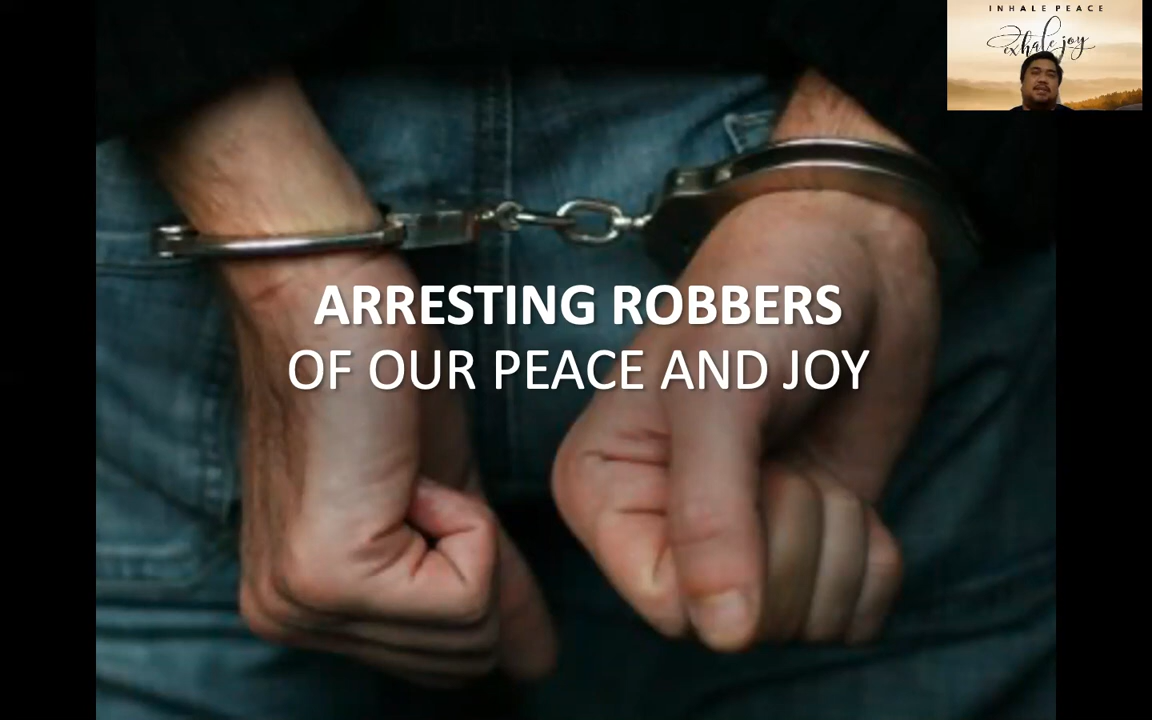 INHALE PEACE
exhale joy
ARRESTING ROBBERS
OF OUR PEACE AND JOY